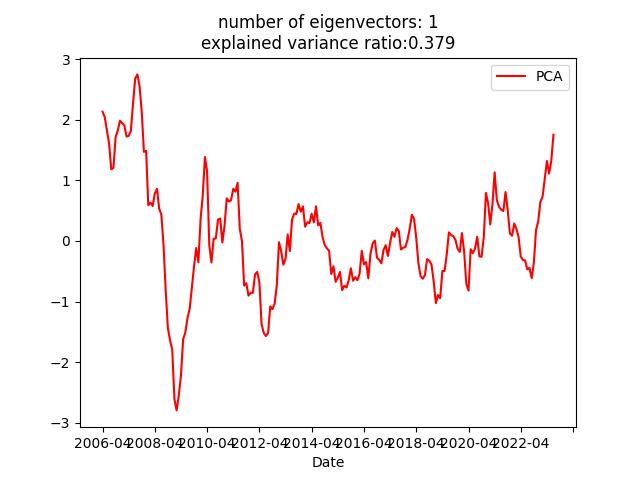 number of eigenvectors: 1
explained variance ratio:0.379
PCA
3
2
1
0
−1
−2
−3
2006-04 2008-04 2010-04 2012-04 2014-04 2016-04 2018-04 2020-04 2022-04
Date